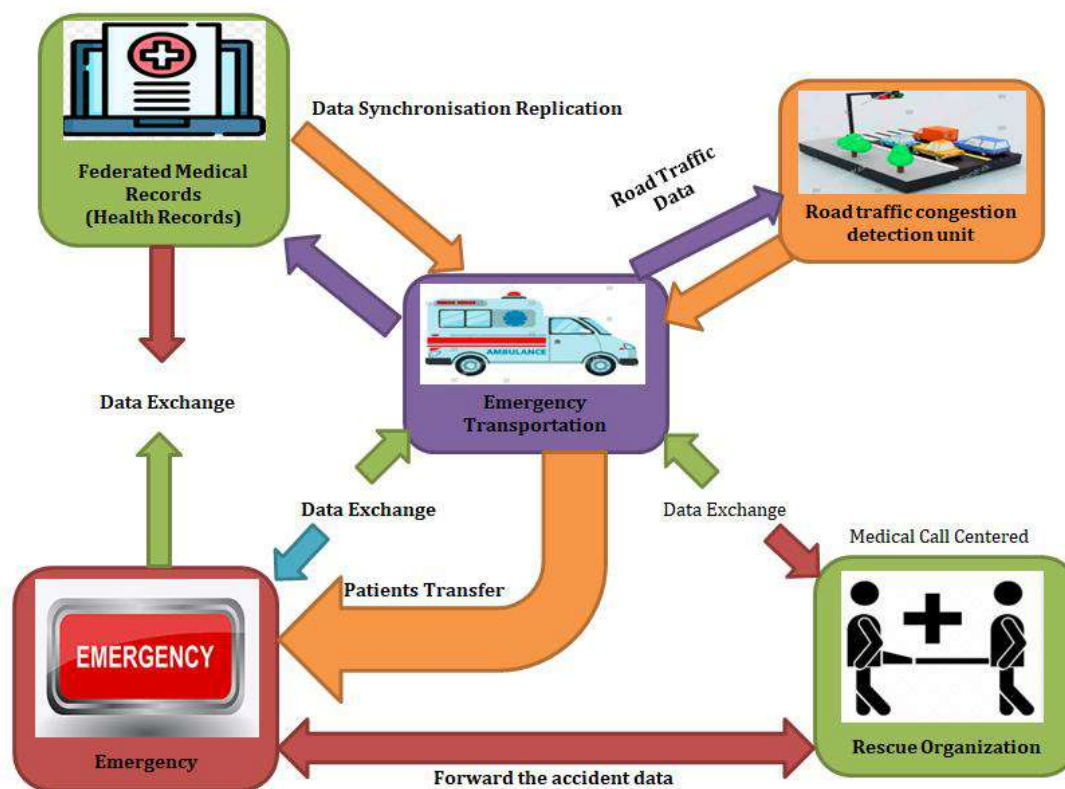 Federated Medical
Records
(Health Records)
Data Synchronisation Replication
Road Traffic
Data
Road traffic congestion
detection unit
AMBULANCE
Emergency
Transportation
Data Exchange
Data Exchange
Data Exchange
Medical Call Centered
Patients Transfer
EMERGENCY
Emergency
Rescue Organization
Forward the accident data